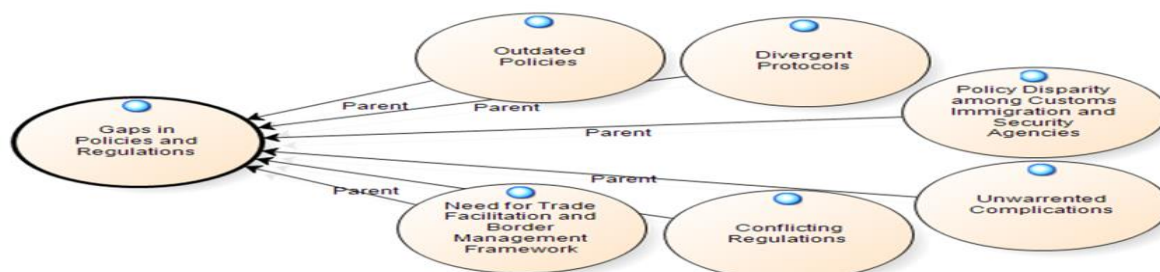 Outdated
Policies
Divergent
Protocols
Policy Disparity
among Customs
Immigration and
Security
Agencies
Parent
Parent
Parent
Gaps in
Policies and
Regulations
Parent
Parent
Need for Trade
Facilitation and
Border
Management
Framework
Conflicting
Regulations
Unwarrented
Complications